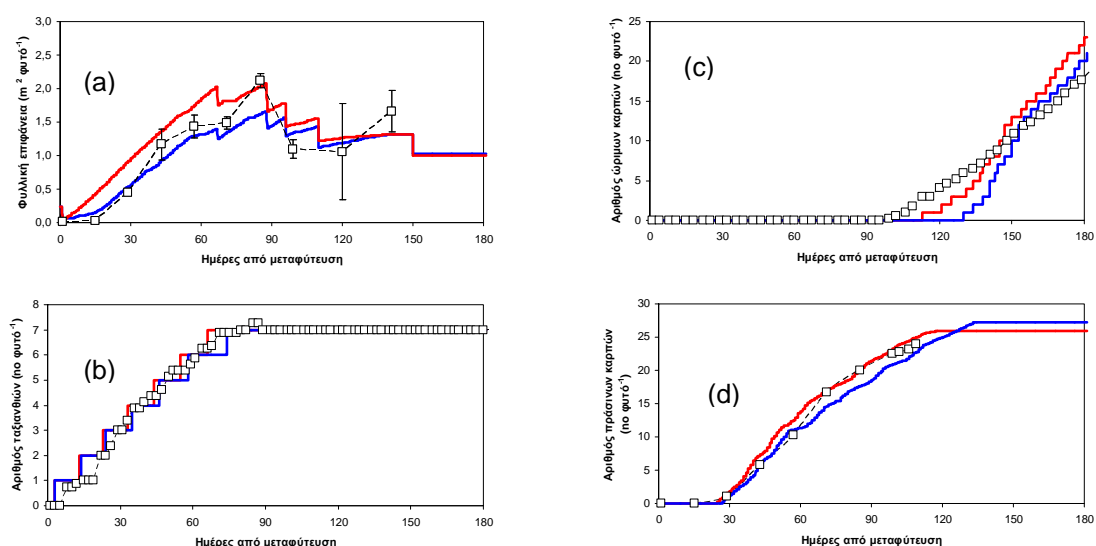 Φυλλική επιφάνεια (m² φυτό⁻¹)
3,0
2,5
2,0
1,5
1,0
0,5
0,0
(a)
0 30 60 90 120 150 180
Ημέρες από μεταφύτευση
Αριθμός ώριμων καρπών (no φυτό⁻¹)
25
20
15
10
5
0
(c)
0 30 60 90 120 150 180
Ημέρες από μεταφύτευση
Αριθμός ταξιανθιών (no φυτό⁻¹)
8
7
6
5
4
3
2
1
0
(b)
0 30 60 90 120 150 180
Ημέρες από μεταφύτευση
Αριθμός πράσινων καρπών
(no φυτό⁻¹)
30
25
20
15
10
5
0
(d)
0 30 60 90 120 150 180
Ημέρες από μεταφύτευση